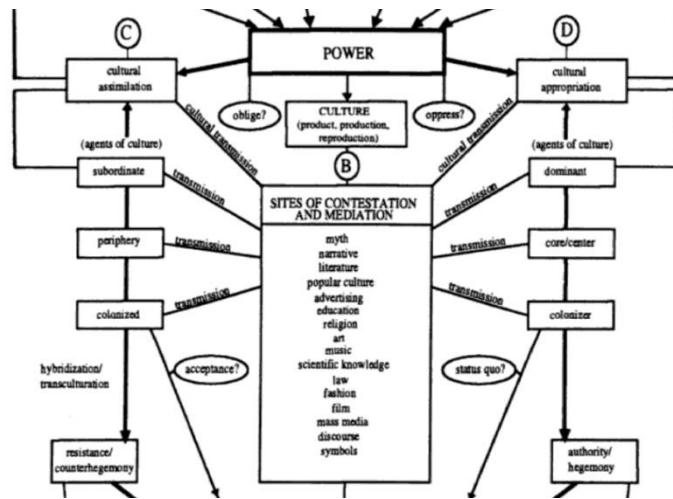 C
D
POWER
cultural
assimilation
cultural
appropriation
oblige?
CULTURE
(product, production,
reproduction)
oppress?
cultural transmission
cultural transmission
(agents of culture)
(agents of culture)
B
subordinate
transmission
SITES OF CONTESTATION
AND MEDIATION
transmission
dominant
periphery
transmission
transmission
core/center
colonized
transmission
transmission
colonizer
myth
narrative
literature
popular culture
advertising
education
religion
art
music
scientific knowledge
law
fashion
film
mass media
discourse
symbols
hybridization/
transculturation
acceptance?
status quo?
resistance/
counterhegemony
authority/
hegemony